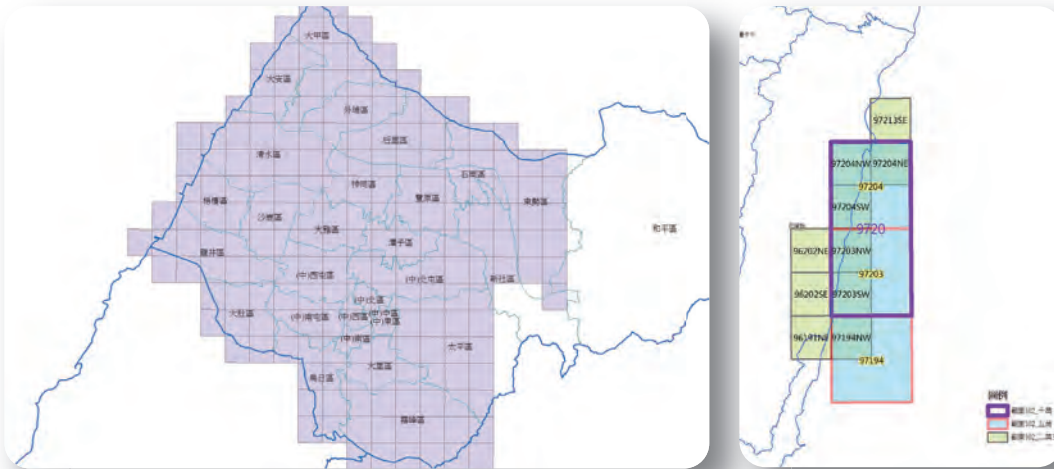 大甲區
大安區
外埔區
后里區
清水區
石岡區
神岡區
豐原區
東勢區
梧棲區
沙鹿區
大雅區
潭子區
和平區
龍井區
(中)西屯區
(中)北屯區
新社區
(中)北區
大肚區
(中)南屯區
(中)西區
(中)中區
(中)東區
(中)南區
太平區
大里區
烏日區
霧峰區
97213SE
97204NW
97204NE
97204
97204SW
9720
96202NE
97203NW
97203
96202SE
97203SW
96191NE
97194NW
97194
圖例